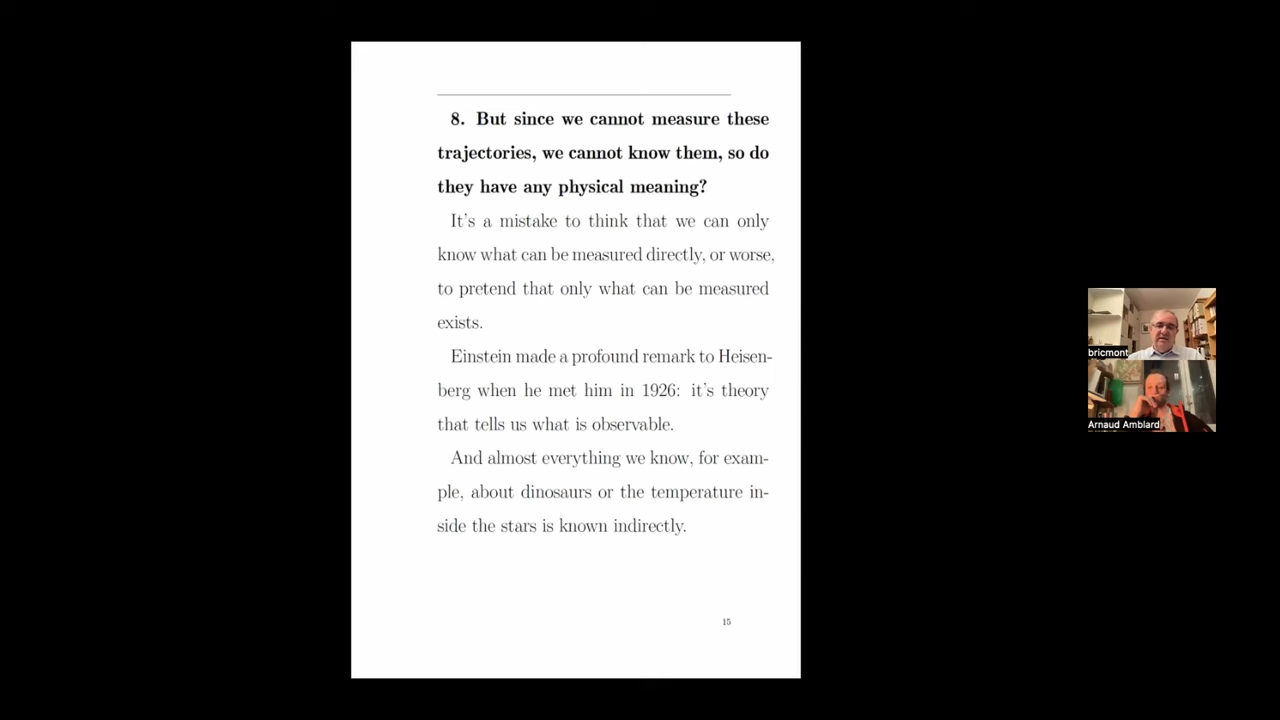 8. But since we cannot measure these
trajectories, we cannot know them, so do
they have any physical meaning?
It's a mistake to think that we can only
know what can be measured directly, or worse,
to pretend that only what can be measured
exists.
Einstein made a profound remark to Heisen-
berg when he met him in 1926: it's theory
that tells us what is observable.
And almost everything we know, for exam-
ple, about dinosaurs or the temperature in-
side the stars is known indirectly.
15
bricmont
Arnaud Amblard